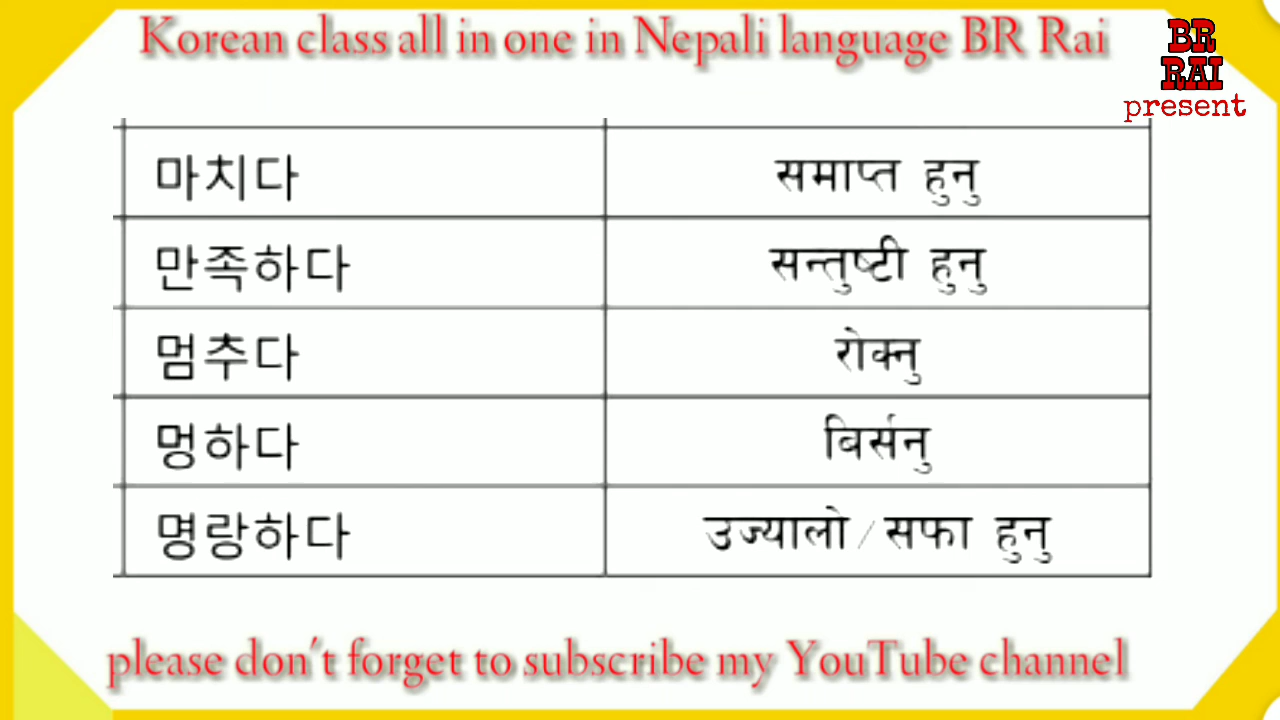 Korean class all in one in Nepali language BR Rai
BR
RAI
present
마치다 समाप्त हुनु
만족하다 सन्तुष्टी हुनु
멈추다 रोक्नु
멍하다 बिर्सनु
명랑하다 उज्यालो/सफा हुनु
please don't forget to subscribe my YouTube channel